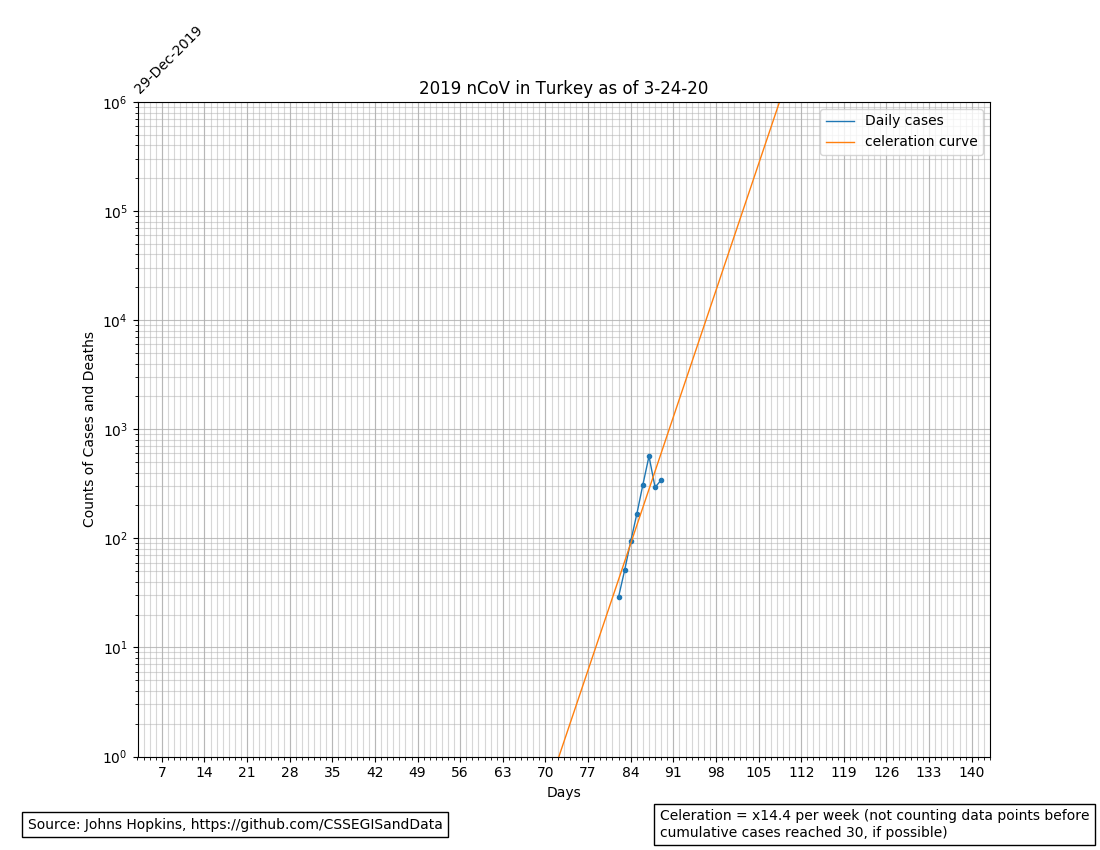 29-Dec-2019
2019 nCoV in Turkey as of 3-24-20
Daily cases
celeration curve
Counts of Cases and Deaths
10^6
10^5
10^4
10^3
10^2
10^1
10^0
7 14 21 28 35 42 49 56 63 70 77 84 91 98 105 112 119 126 133 140
Days
Source: Johns Hopkins, https://github.com/CSSEGISandData
Celeration = x14.4 per week (not counting data points before
cumulative cases reached 30, if possible)